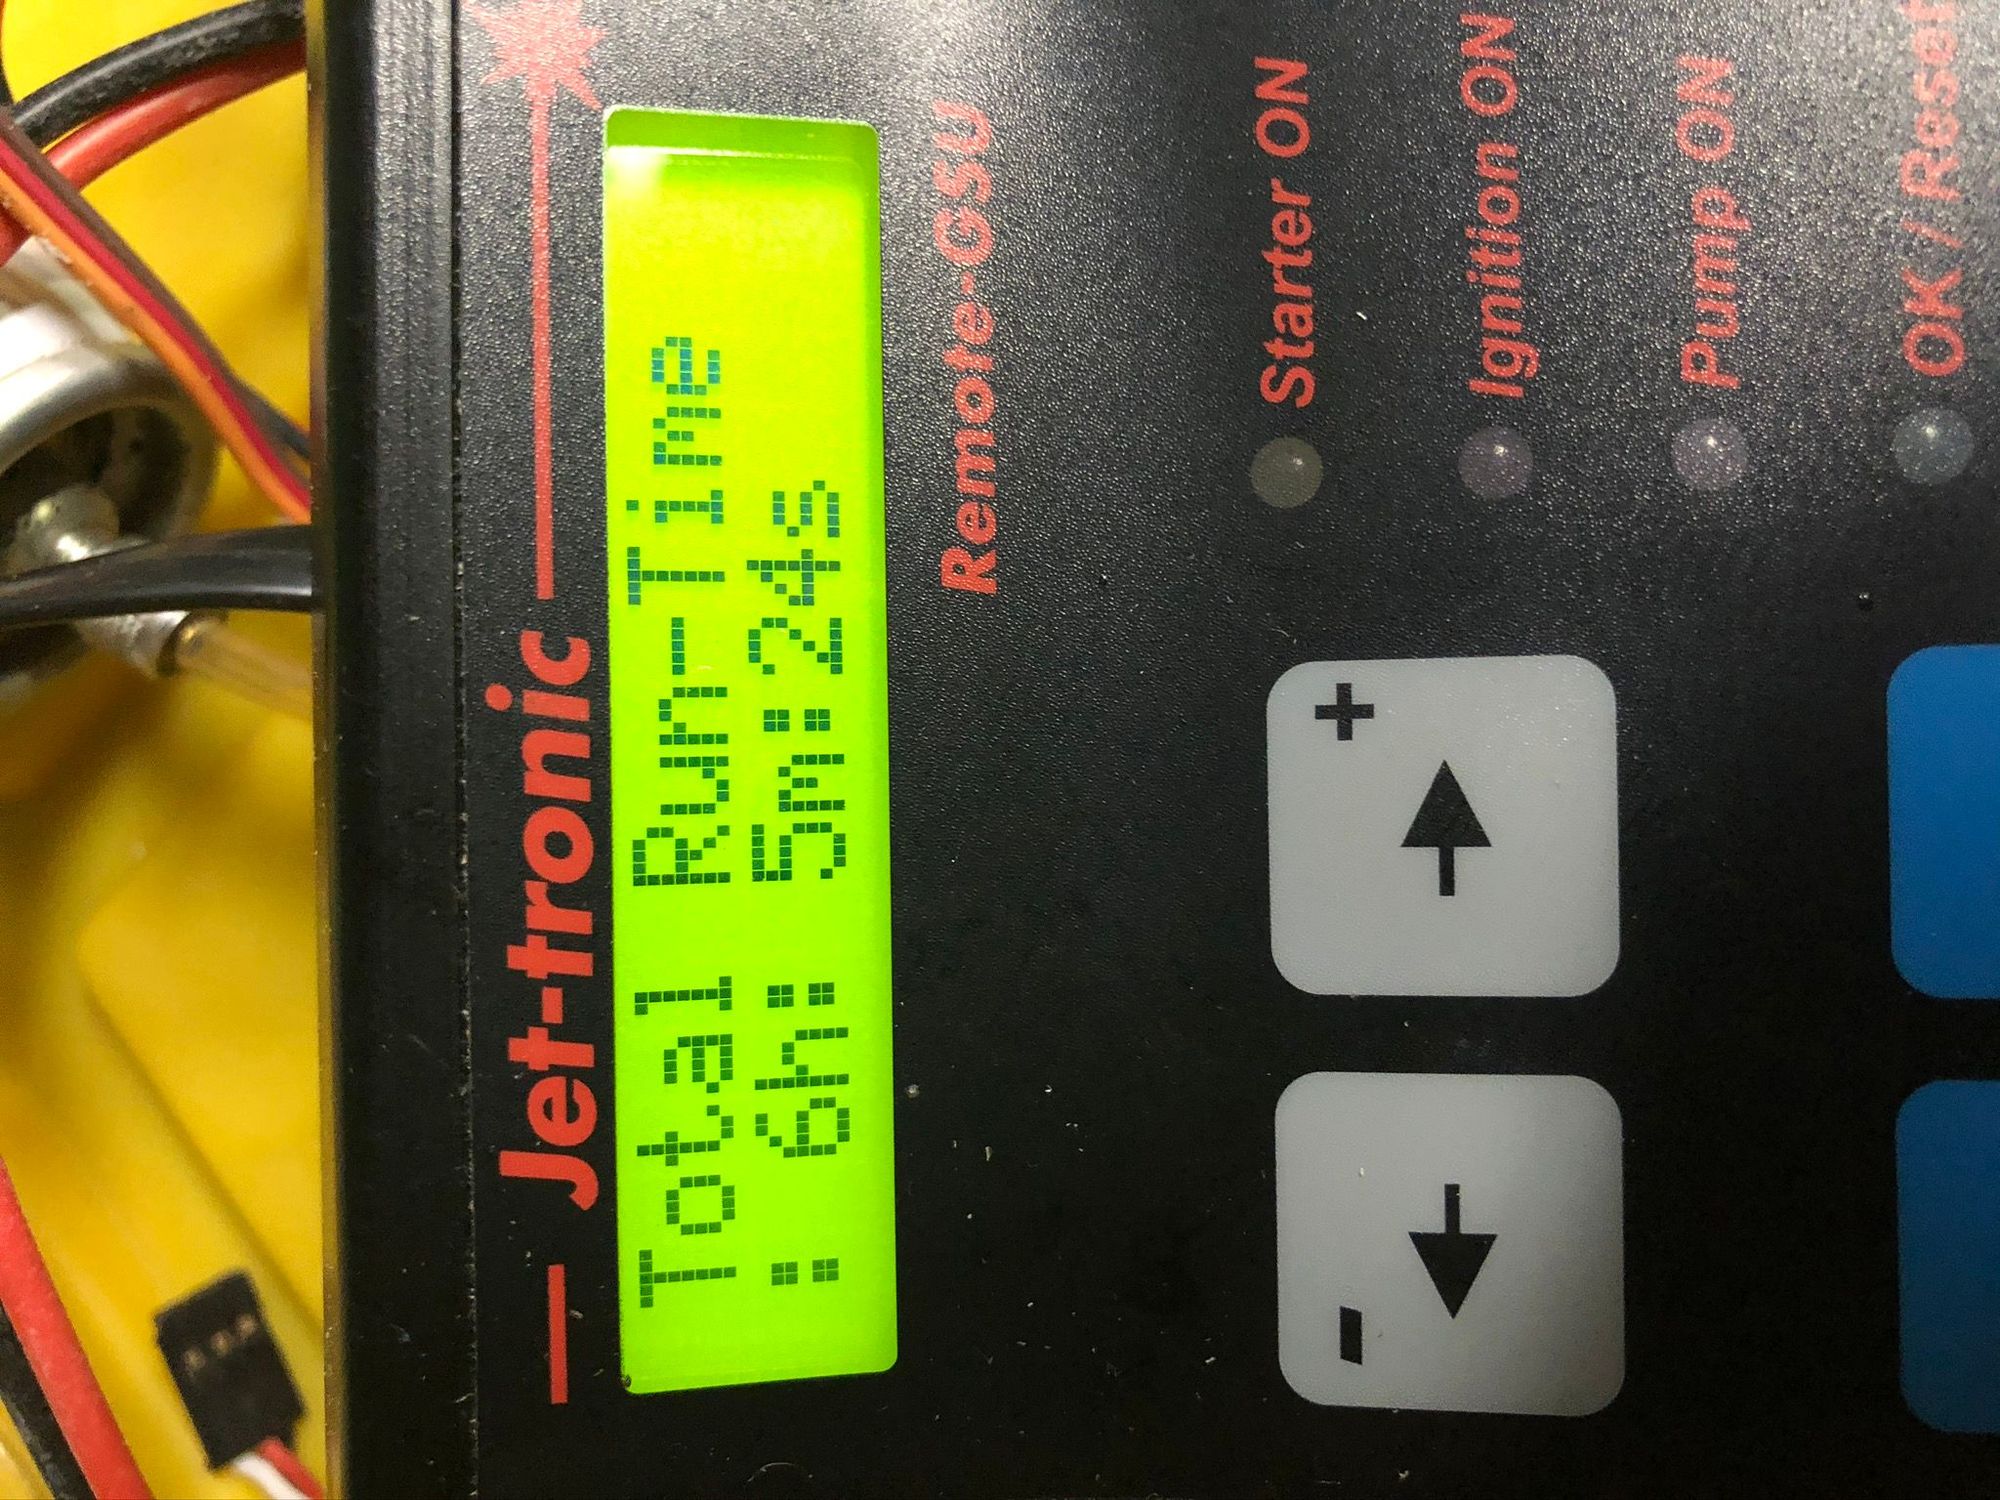 Jet-tronic
Total Run-Time
:  6h: 5m:24s
Remote-GSU
Starter ON
Ignition ON
Pump ON
OK / Reset
+
-